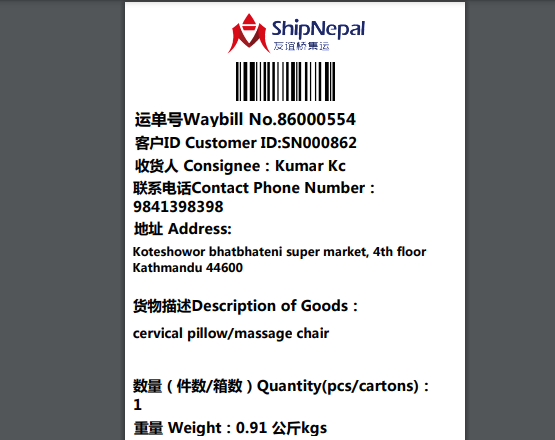 ShipNepal
友谊桥集运
运单号Waybill No.86000554
客户ID Customer ID:SN000862
收货人 Consignee：Kumar Kc
联系电话Contact Phone Number：
9841398398
地址 Address:
Koteshowor bhatbhateni super market, 4th floor
Kathmandu 44600
货物描述Description of Goods：
cervical pillow/massage chair
数量（件数/箱数）Quantity(pcs/cartons)：
1
重量 Weight：0.91 公斤kgs